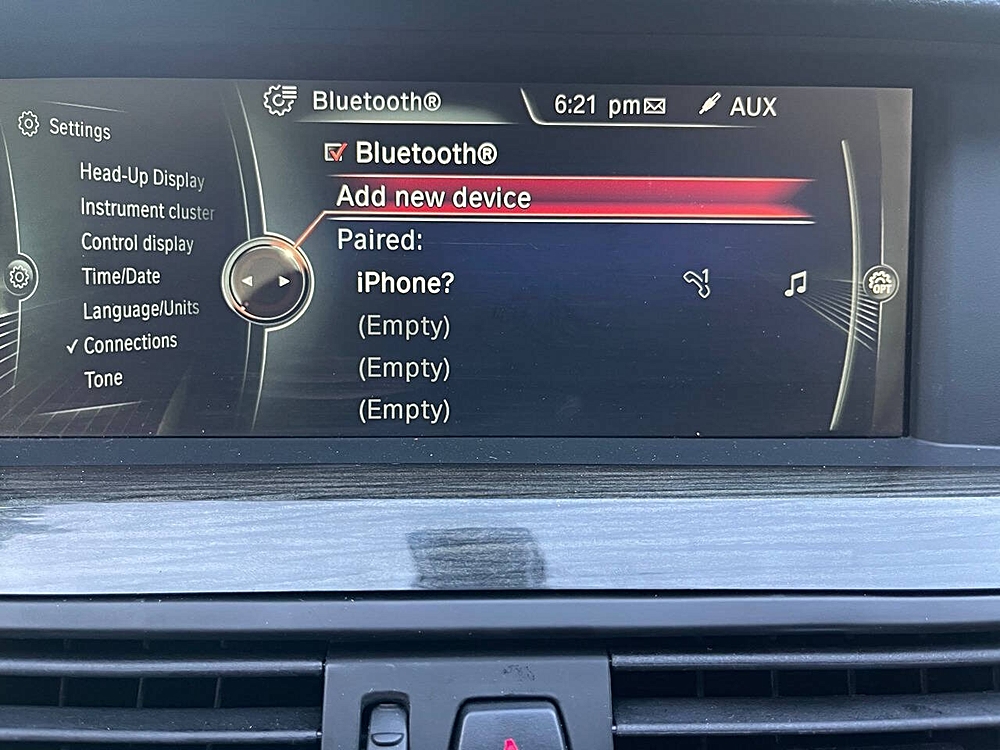 Bluetooth®
6:21 pm
AUX
Settings
Head-Up Display
Instrument cluster
Control display
Time/Date
Language/Units
Connections
Tone
Bluetooth®
Add new device
Paired:
iPhone?
(Empty)
(Empty)
(Empty)
OPT